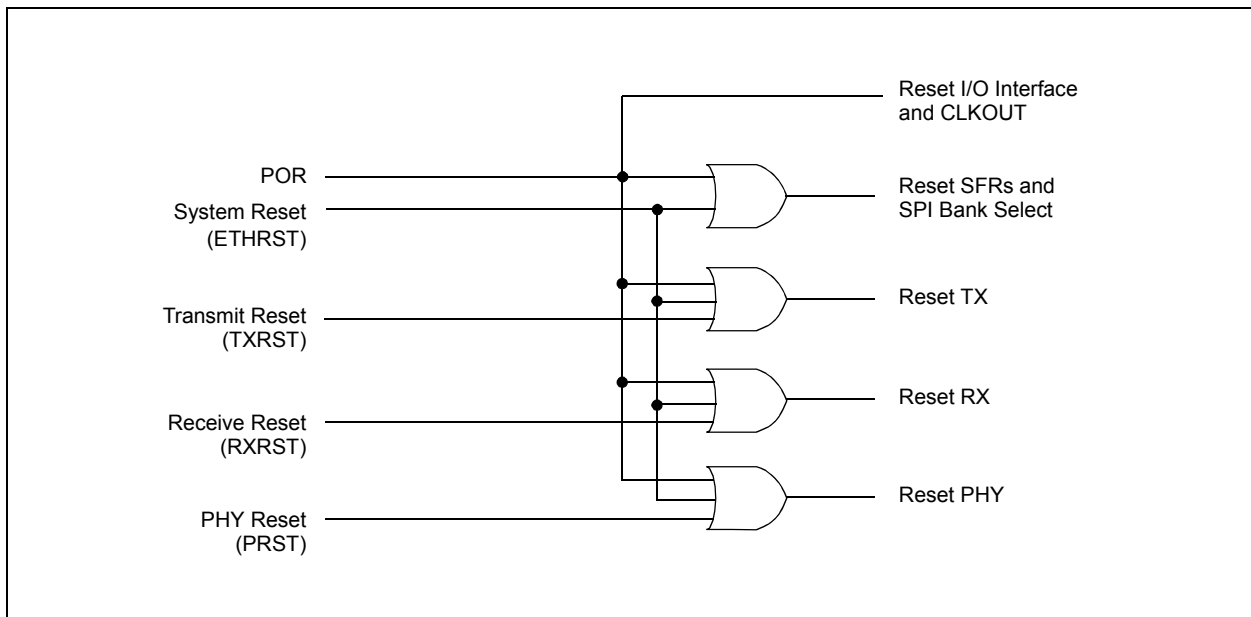 Reset I/O Interface
and CLKOUT
POR
Reset SFRs and
SPI Bank Select
System Reset
(ETHRST)
Reset TX
Transmit Reset
(TXRST)
Reset RX
Receive Reset
(RXRST)
Reset PHY
PHY Reset
(PRST)